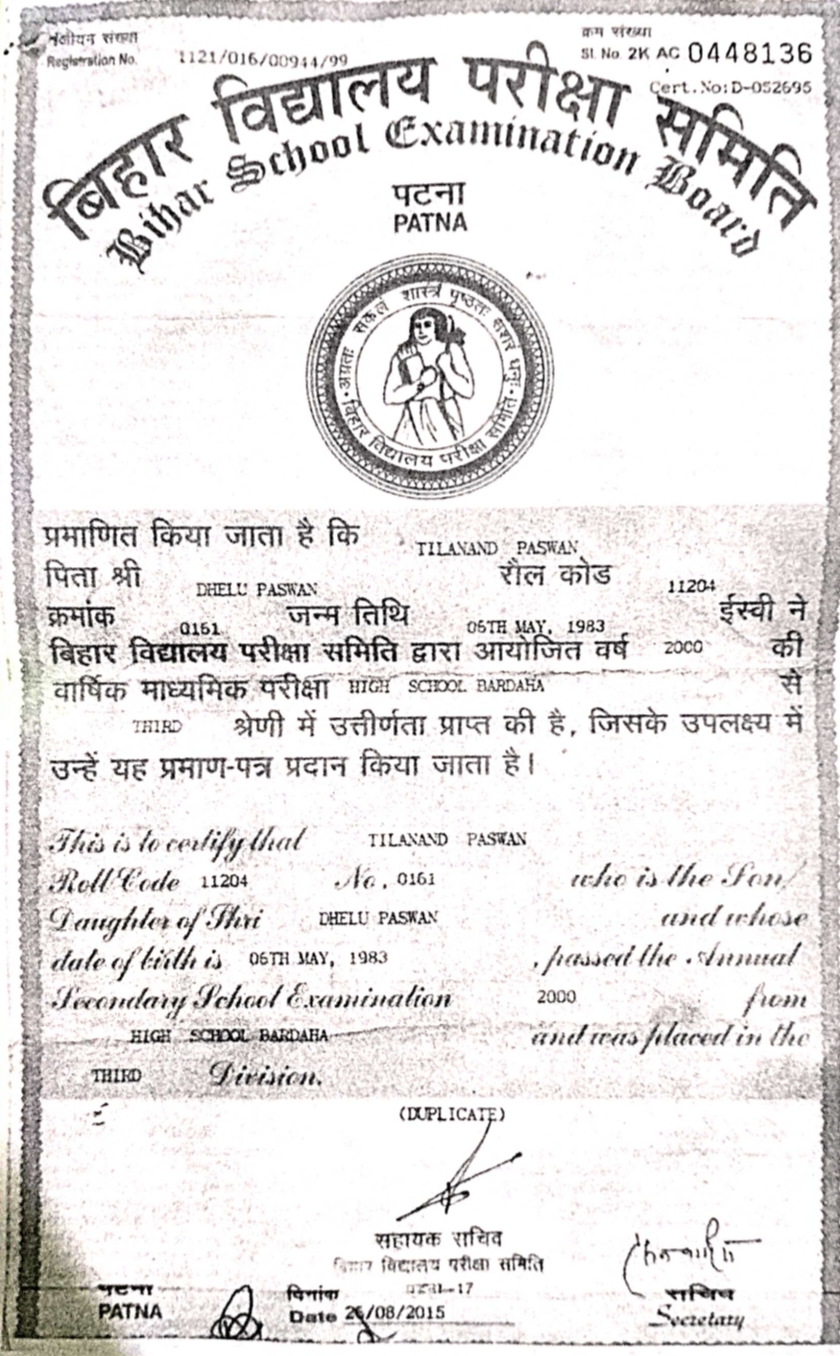 पंजीयन संख्या
Registration No. 1121/016/00944/99
क्रम संख्या
Sl. No. 2K AC 0448136
Cert.No:D-052695
बिहार विद्यालय परीक्षा समिति
Bihar School Examination Board
पटना
PATNA
अग्रतः सकलं शास्त्रं पृष्ठतः सशरं धनुः
बिहार विद्यालय परीक्षा समिति
प्रमाणित किया जाता है कि TILANAND PASWAN
पिता श्री DHELU PASWAN रौल कोड 11204
क्रमांक 0161 जन्म तिथि 06TH MAY, 1983 ईस्वी ने
बिहार विद्यालय परीक्षा समिति द्वारा आयोजित वर्ष 2000 की
वार्षिक माध्यमिक परीक्षा HIGH SCHOOL BARDAHA से
THIRD श्रेणी में उत्तीर्णता प्राप्त की है, जिसके उपलक्ष्य में
उन्हें यह प्रमाण-पत्र प्रदान किया जाता है।
This is to certify that TILANAND PASWAN
Roll Code 11204 No. 0161 who is the Son/
Daughter of Shri DHELU PASWAN and whose
date of birth is 06TH MAY, 1983 , passed the Annual
Secondary School Examination 2000 from
HIGH SCHOOL BARDAHA and was placed in the
THIRD Division.
(DUPLICATE)
सहायक सचिव
बिहार विद्यालय परीक्षा समिति
पटना-17
पटना
PATNA
दिनांक
Date 26/08/2015
सचिव
Secretary